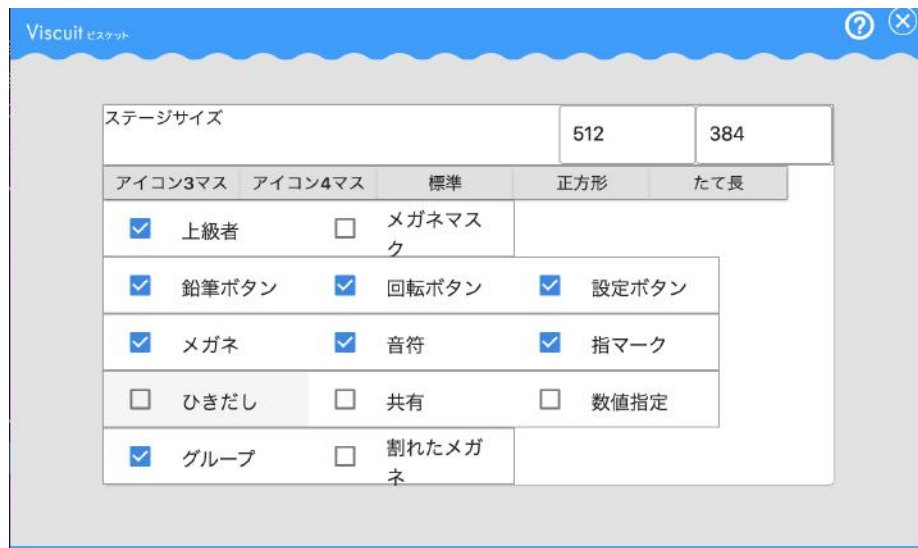 Viscuit ビスケット
ステージサイズ 512 384
アイコン3マス アイコン4マス 標準 正方形 たて長
上級者 メガネマス
ク
鉛筆ボタン 回転ボタン 設定ボタン
メガネ 音符 指マーク
ひきだし 共有 数値指定
グループ 割れたメガ
ネ